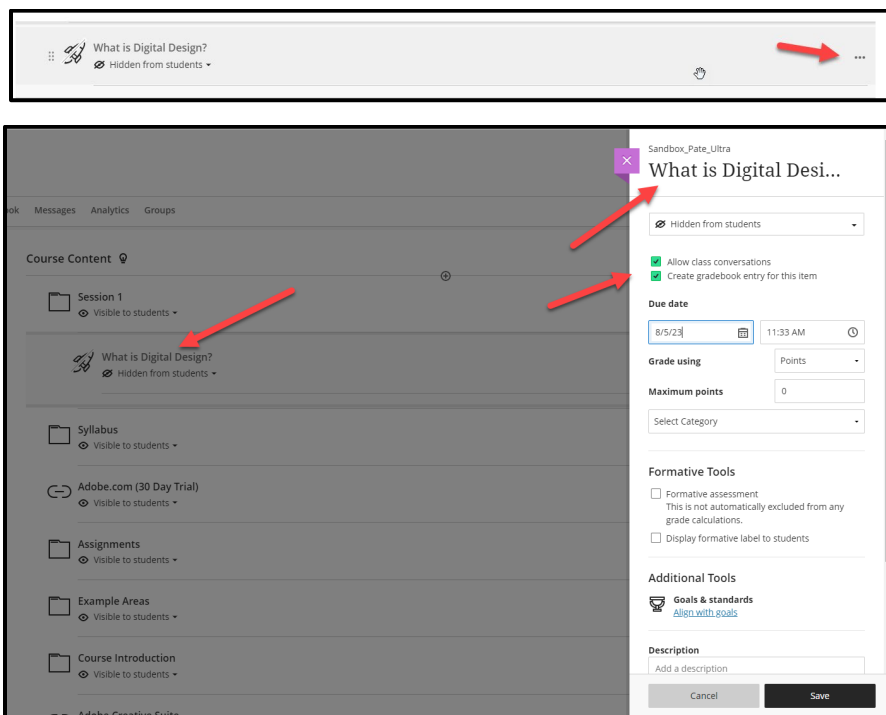 What is Digital Design?
Hidden from students
Sandbox_Pate_Ultra
What is Digital Desi...
ook Messages Analytics Groups
Hidden from students
Course Content
Allow class conversations
Create gradebook entry for this item
Session 1
Visible to students
Due date
8/5/23 11:33 AM
What is Digital Design?
Hidden from students
Grade using Points
Maximum points 0
Select Category
Syllabus
Visible to students
Formative Tools
Formative assessment
This is not automatically excluded from any
grade calculations.
Display formative label to students
Adobe.com (30 Day Trial)
Visible to students
Assignments
Visible to students
Additional Tools
Goals & standards
Align with goals
Example Areas
Visible to students
Course Introduction
Visible to students
Description
Add a description
Cancel Save
Adobe Creative Suite